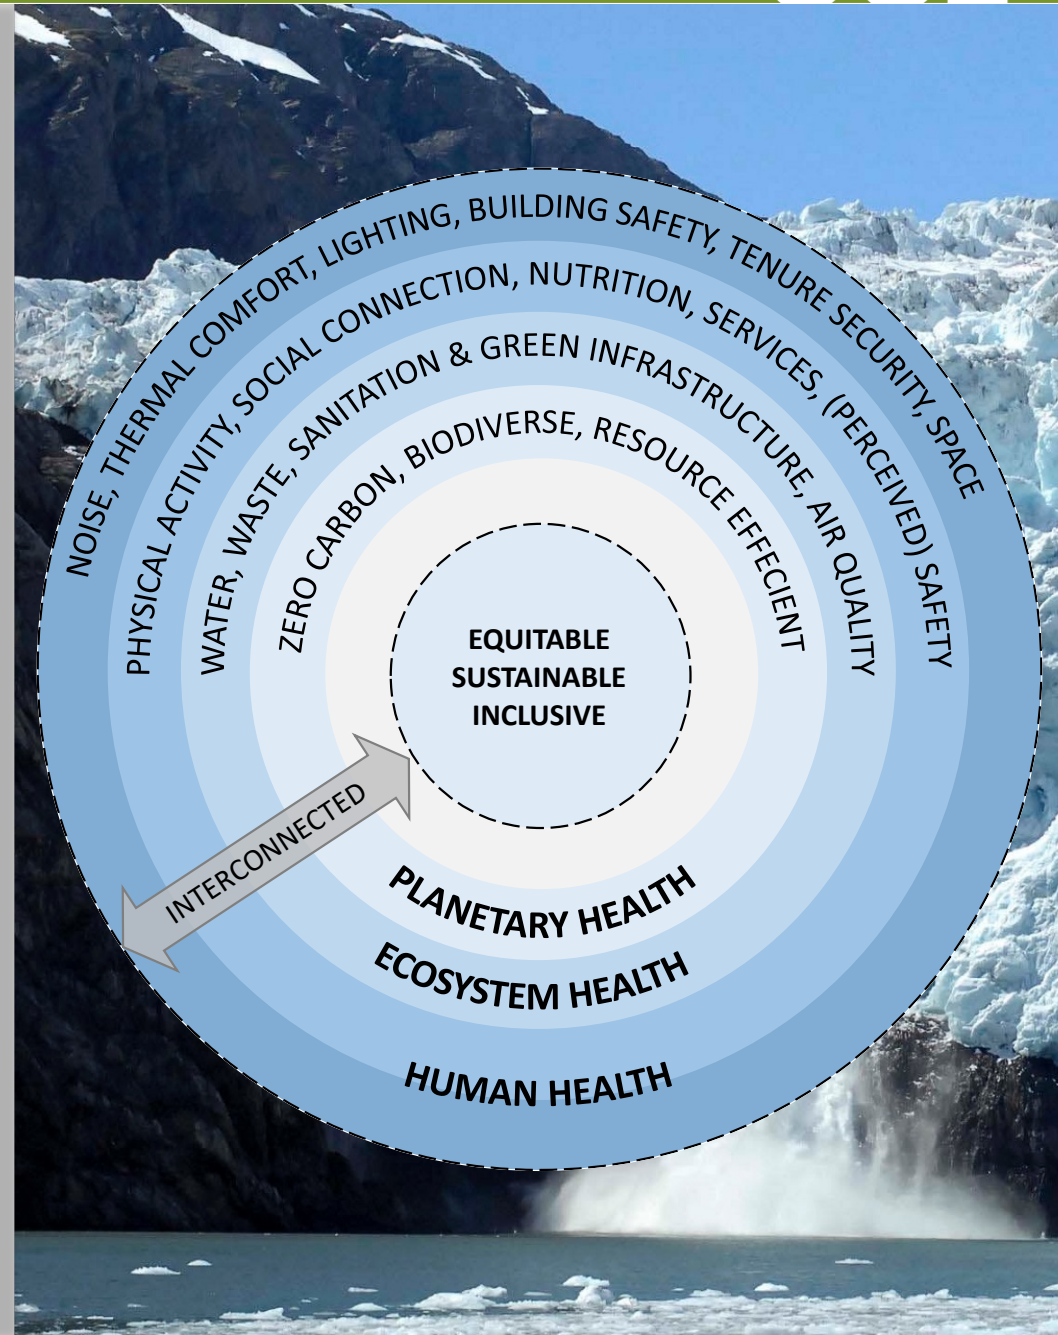 NOISE, THERMAL COMFORT, LIGHTING, BUILDING SAFETY, TENURE SECURITY, SPACE
PHYSICAL ACTIVITY, SOCIAL CONNECTION, NUTRITION, SERVICES, (PERCEIVED) SAFETY
WATER, WASTE, SANITATION & GREEN INFRASTRUCTURE, AIR QUALITY
ZERO CARBON, BIODIVERSE, RESOURCE EFFECIENT
EQUITABLE
SUSTAINABLE
INCLUSIVE
INTERCONNECTED
PLANETARY HEALTH
ECOSYSTEM HEALTH
HUMAN HEALTH